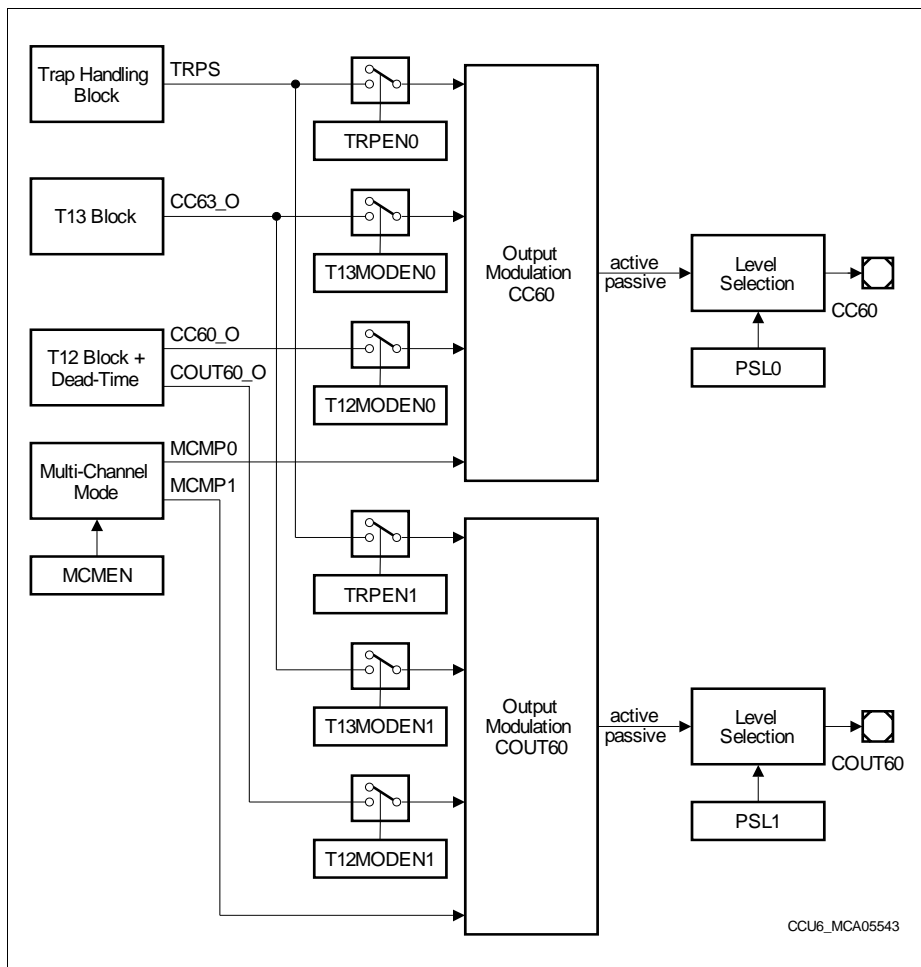 Trap Handling
Block
TRPS
TRPEN0
T13 Block
CC63_O
T13MODEN0
T12 Block +
Dead-Time
CC60_O
COUT60_O
T12MODEN0
Multi-Channel
Mode
MCMP0
MCMP1
MCMEN
Output
Modulation
CC60
active
passive
Level
Selection
CC60
PSL0
TRPEN1
T13MODEN1
T12MODEN1
Output
Modulation
COUT60
active
passive
Level
Selection
COUT60
PSL1
CCU6_MCA05543